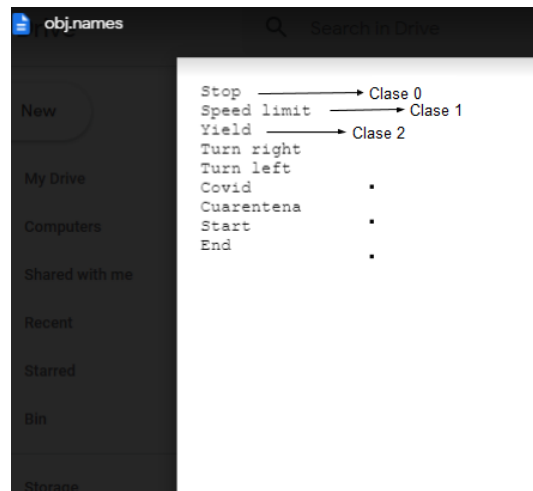 obj.names
Drive
Search in Drive
New
My Drive
Computers
Shared with me
Recent
Starred
Bin
Storage
Stop Clase 0
Speed limit Clase 1
Yield Clase 2
Turn right
Turn left
Covid
Cuarentena
Start
End